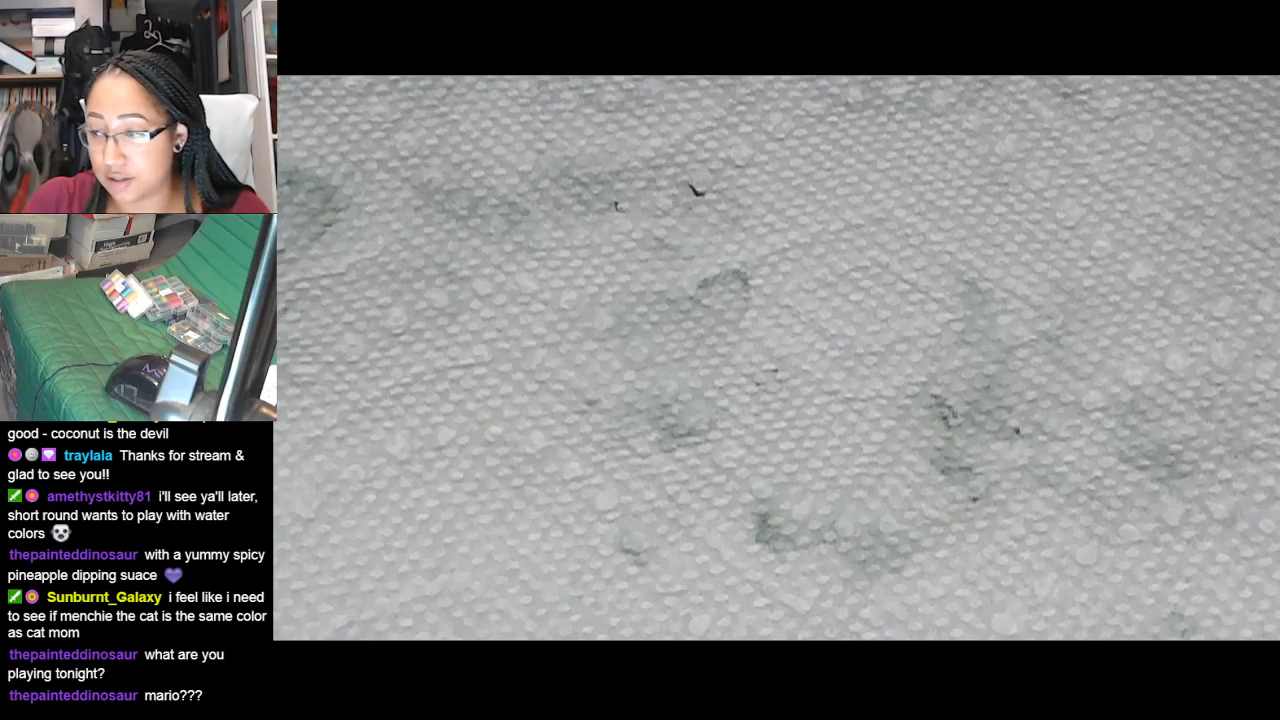 good - coconut is the devil
traylala Thanks for stream &
glad to see you!!
amethystkitty81 i'll see ya'll later,
short round wants to play with water
colors
thepainteddinosaur with a yummy spicy
pineapple dipping suace
Sunburnt_Galaxy i feel like i need
to see if menchie the cat is the same color
as cat mom
thepainteddinosaur what are you
playing tonight?
thepainteddinosaur mario???